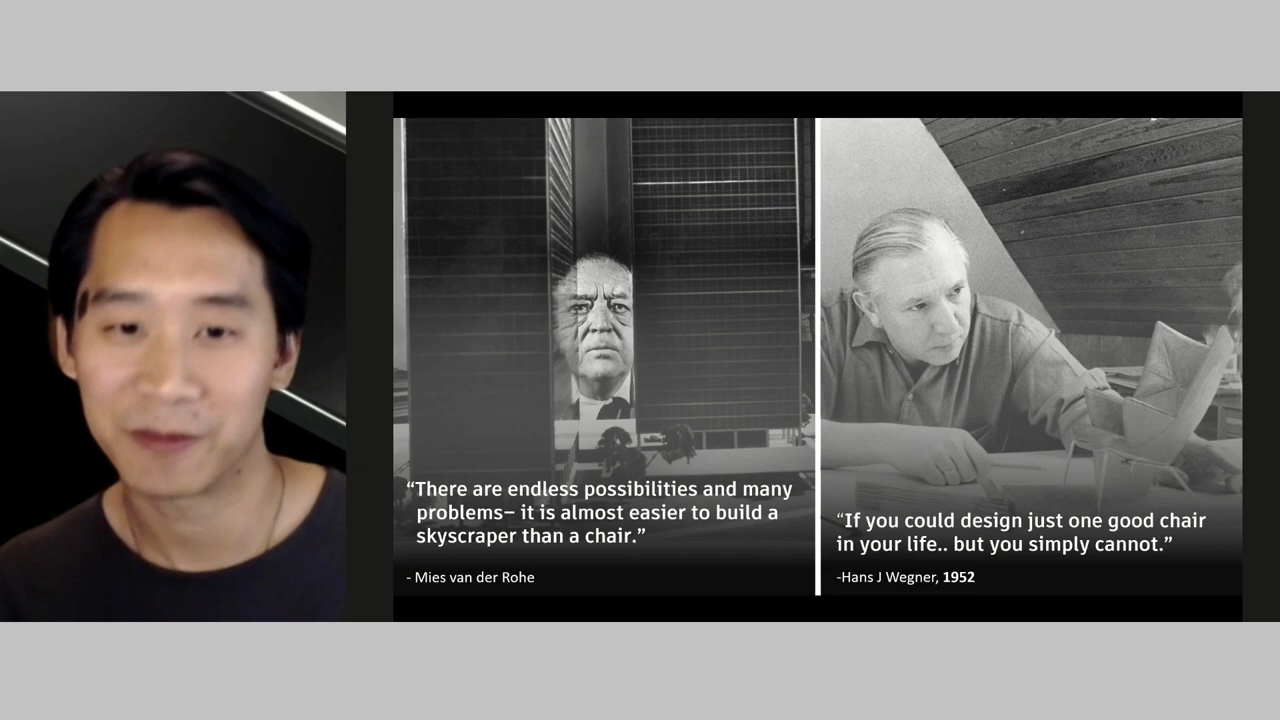 “There are endless possibilities and many
problems– it is almost easier to build a
skyscraper than a chair.”
- Mies van der Rohe
“If you could design just one good chair
in your life.. but you simply cannot.”
-Hans J Wegner, 1952